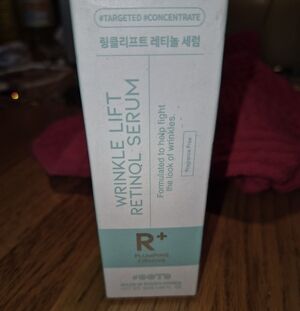 #TARGETED #CONCENTRATE
링클리프트 레티놀 세럼
WRINKLE LIFT
RETINOL SERUM
Formulated to help fight
the look of wrinkles.
Fragrance Free
R+
PLUMPING